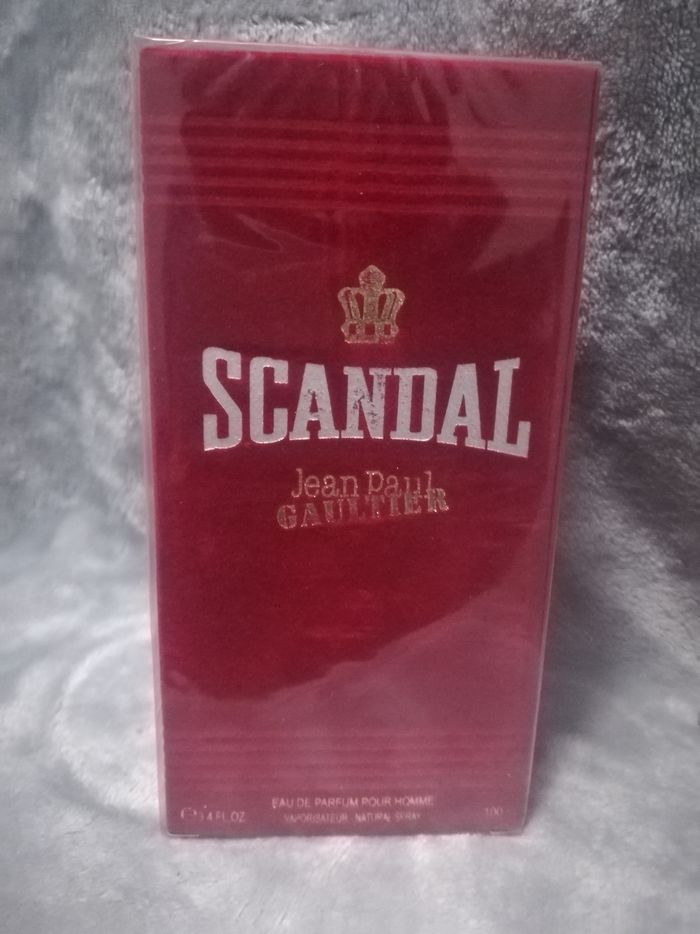 SCANDAL
Jean Paul
GAULTIER
EAU DE PARFUM POUR HOMME
3.4 FL.OZ
VAPORISATEUR NATURAL SPRAY
100